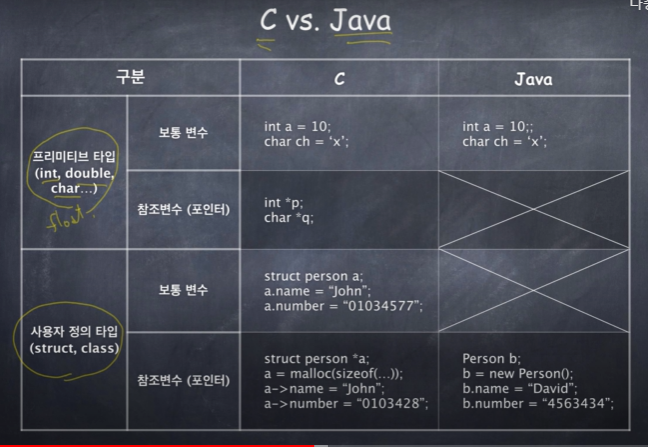 C vs. Java
구분
C
Java
프리미티브 타입
(int, double,
char...)
float
보통 변수
int a = 10;
char ch = ‘x’;
int a = 10;;
char ch = ‘x’;
참조변수 (포인터)
int *p;
char *q;
사용자 정의 타입
(struct, class)
보통 변수
struct person a;
a.name = “John”;
a.number = “01034577”;
참조변수 (포인터)
struct person *a;
a = malloc(sizeof(...));
a->name = “John”;
a->number = “0103428”;
Person b;
b = new Person();
b.name = “David”;
b.number = “4563434”;